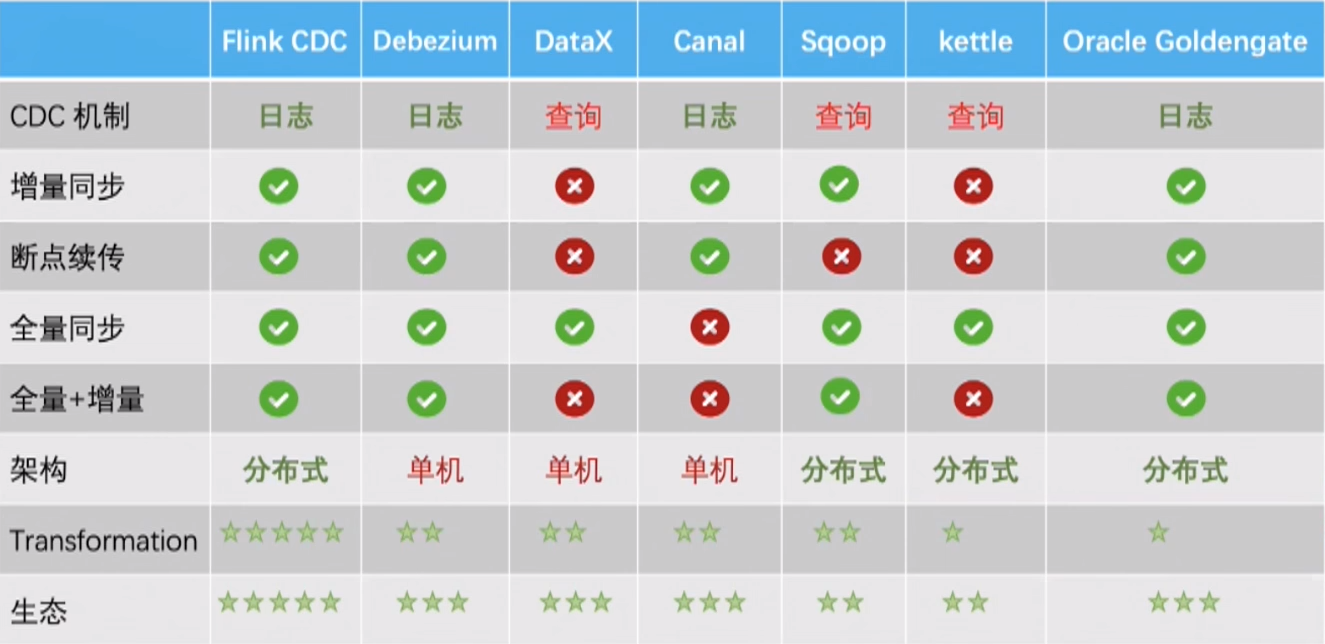 Flink CDC Debezium DataX Canal Sqoop kettle Oracle Goldengate
CDC 机制 日志 日志 查询 日志 查询 查询 日志
增量同步
断点续传
全量同步
全量+增量
架构 分布式 单机 单机 单机 分布式 分布式 分布式
Transformation
生态